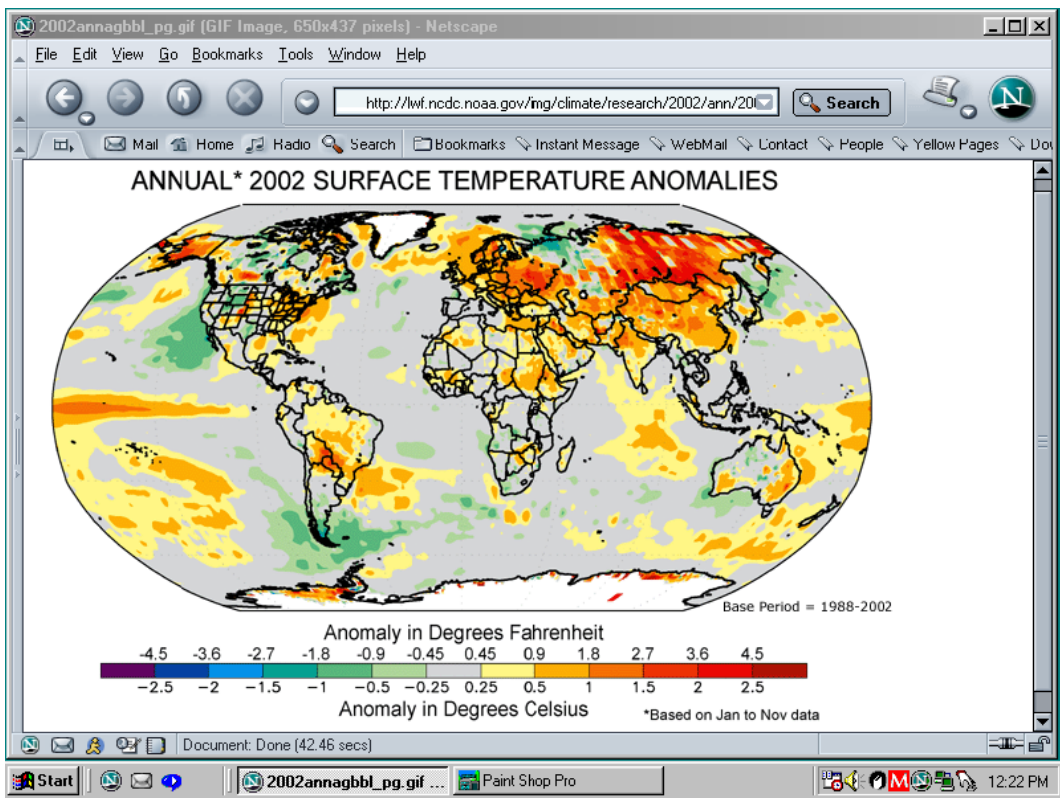 2002annagbbl_pg.gif (GIF Image, 650x437 pixels) - Netscape
File Edit View Go Bookmarks Tools Window Help
http://lwf.ncdc.noaa.gov/img/climate/research/2002/ann/200 Search N
Mail Home Radio Search Bookmarks Instant Message WebMail Contact People Yellow Pages
ANNUAL* 2002 SURFACE TEMPERATURE ANOMALIES
Base Period = 1988-2002
Anomaly in Degrees Fahrenheit
-4.5 -3.6 -2.7 -1.8 -0.9 -0.45 0.45 0.9 1.8 2.7 3.6 4.5
-2.5 -2 -1.5 -1 -0.5 -0.25 0.25 0.5 1 1.5 2 2.5
Anomaly in Degrees Celsius
*Based on Jan to Nov data
Document: Done (42.46 secs)
Start 2002annagbbl_pg.gif ... Paint Shop Pro M 12:22 PM